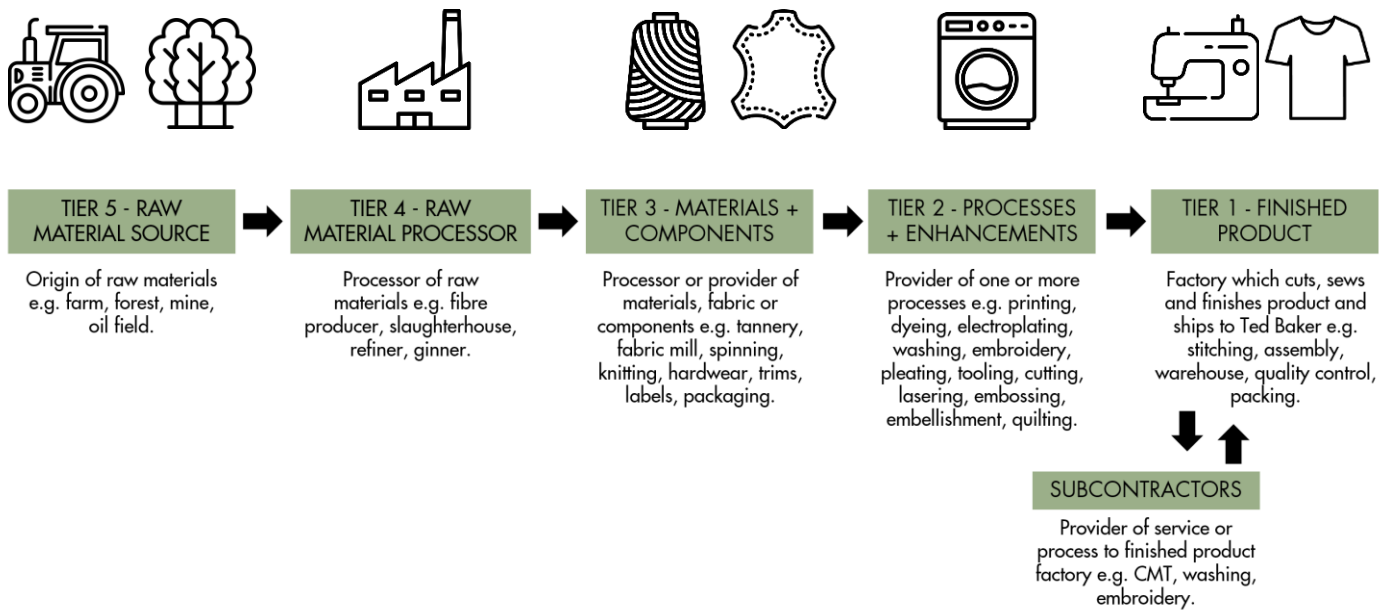 TIER 5 - RAW
MATERIAL SOURCE
Origin of raw materials
e.g. farm, forest, mine,
oil field.
TIER 4 - RAW
MATERIAL PROCESSOR
Processor of raw
materials e.g. fibre
producer, slaughterhouse,
refiner, ginner.
TIER 3 - MATERIALS +
COMPONENTS
Processor or provider of
materials, fabric or
components e.g. tannery,
fabric mill, spinning,
knitting, hardwear, trims,
labels, packaging.
TIER 2 - PROCESSES
+ ENHANCEMENTS
Provider of one or more
processes e.g. printing,
dyeing, electroplating,
washing, embroidery,
pleating, tooling, cutting,
lasering, embossing,
embellishment, quilting.
TIER 1 - FINISHED
PRODUCT
Factory which cuts, sews
and finishes product and
ships to Ted Baker e.g.
stitching, assembly,
warehouse, quality control,
packing.
SUBCONTRACTORS
Provider of service or
process to finished product
factory e.g. CMT, washing,
embroidery.